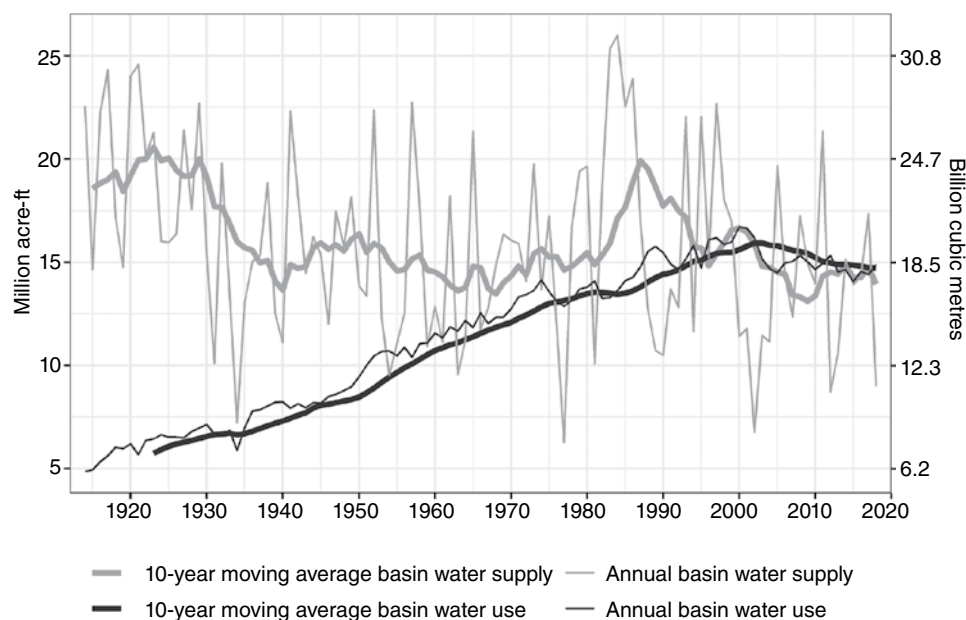 25
20
15
10
5
Million acre-ft
30.8
24.7
18.5
12.3
6.2
Billion cubic metres
1920 1930 1940 1950 1960 1970 1980 1990 2000 2010 2020
10-year moving average basin water supply
Annual basin water supply
10-year moving average basin water use
Annual basin water use